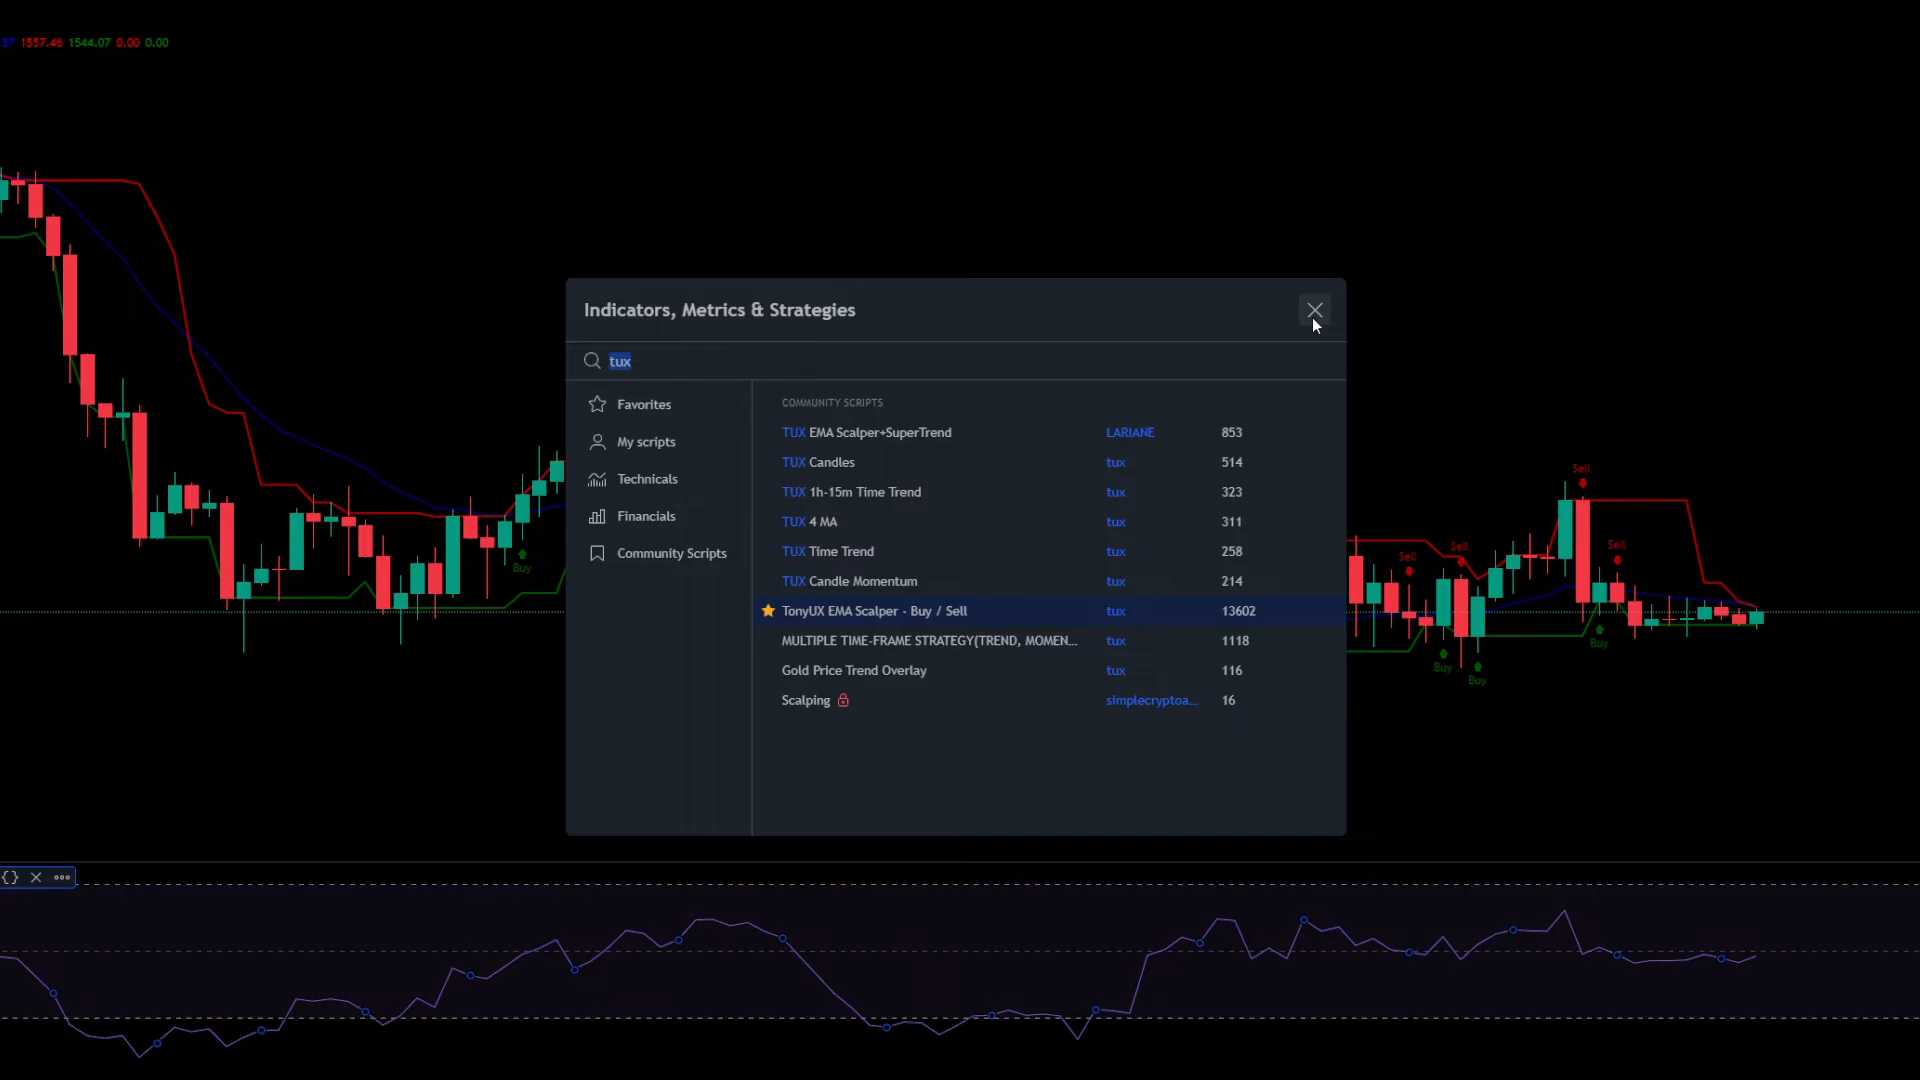 57 1557.46 1544.07 0.00 0.00
Indicators, Metrics & Strategies
tux
Favorites
My scripts
Technicals
Financials
Community Scripts
COMMUNITY SCRIPTS
TUX EMA Scalper+SuperTrend LARIANE 853
TUX Candles tux 514
TUX 1h-15m Time Trend tux 323
TUX 4 MA tux 311
TUX Time Trend tux 258
TUX Candle Momentum tux 214
TonyUX EMA Scalper - Buy / Sell tux 13602
MULTIPLE TIME-FRAME STRATEGY(TREND, MOMEN... tux 1118
Gold Price Trend Overlay tux 116
Scalping simplecryptoa... 16
Buy
Sell
Sell
Sell
Sell
Buy
Buy
Buy